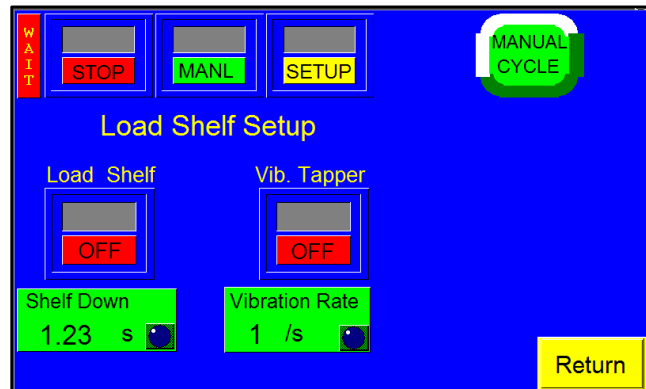 WAIT
STOP
MANL
SETUP
MANUAL
CYCLE
Load Shelf Setup
Load Shelf
Vib. Tapper
OFF
OFF
Shelf Down
1.23 s
Vibration Rate
1 /s
Return